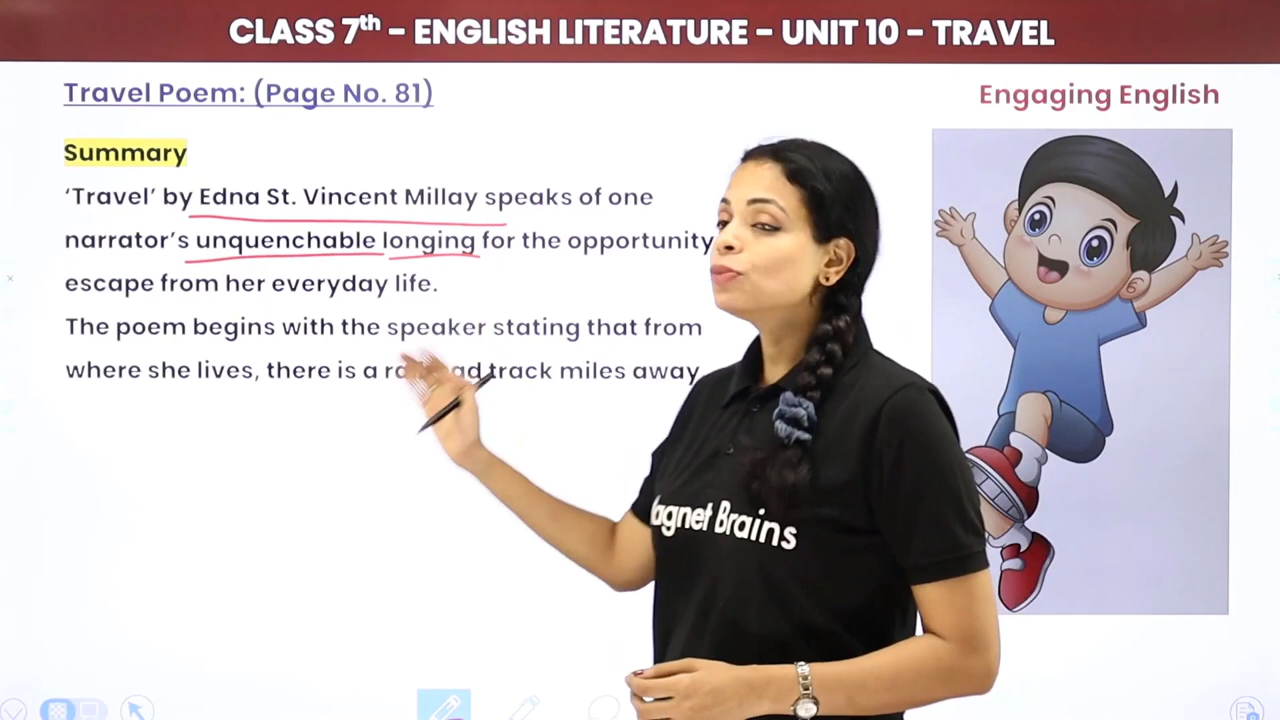 CLASS 7th – ENGLISH LITERATURE – UNIT 10 – TRAVEL
Travel Poem: (Page No. 81)
Engaging English
Summary
‘Travel’ by Edna St. Vincent Millay speaks of one
narrator’s unquenchable longing for the opportunity
escape from her everyday life.
The poem begins with the speaker stating that from
where she lives, there is a track miles away
Brains